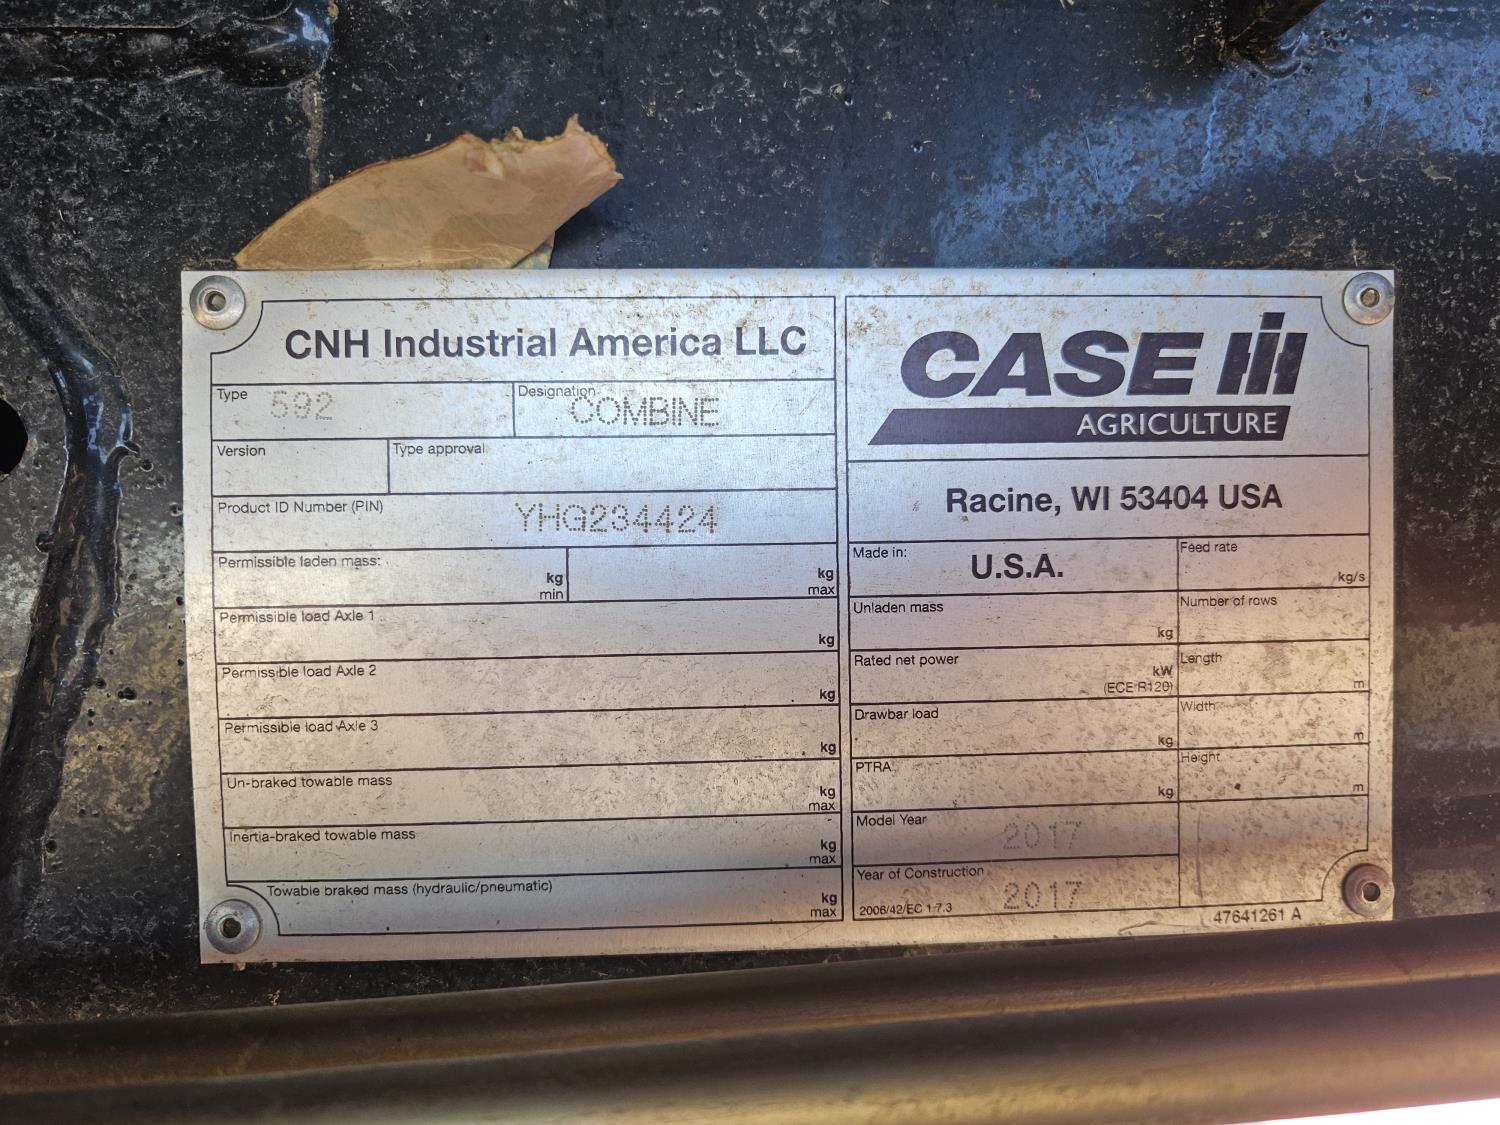 CNH Industrial America LLC
Type 592
Designation COMBINE
Version
Type approval
Product ID Number (PIN) YHG234424
Permissible laden mass: kg min kg max
Permissible load Axle 1 kg
Permissible load Axle 2 kg
Permissible load Axle 3 kg
Un-braked towable mass kg max
Inertia-braked towable mass kg max
Towable braked mass (hydraulic/pneumatic) kg max
CASE IH
AGRICULTURE
Racine, WI 53404 USA
Made in: U.S.A.
Feed rate kg/s
Unladen mass kg
Number of rows
Rated net power kW (ECE R120)
Length m
Drawbar load kg
Width m
PTRA kg
Height m
Model Year 2017
Year of Construction 2017
2006/42/EC 1.7.3
47641261 A